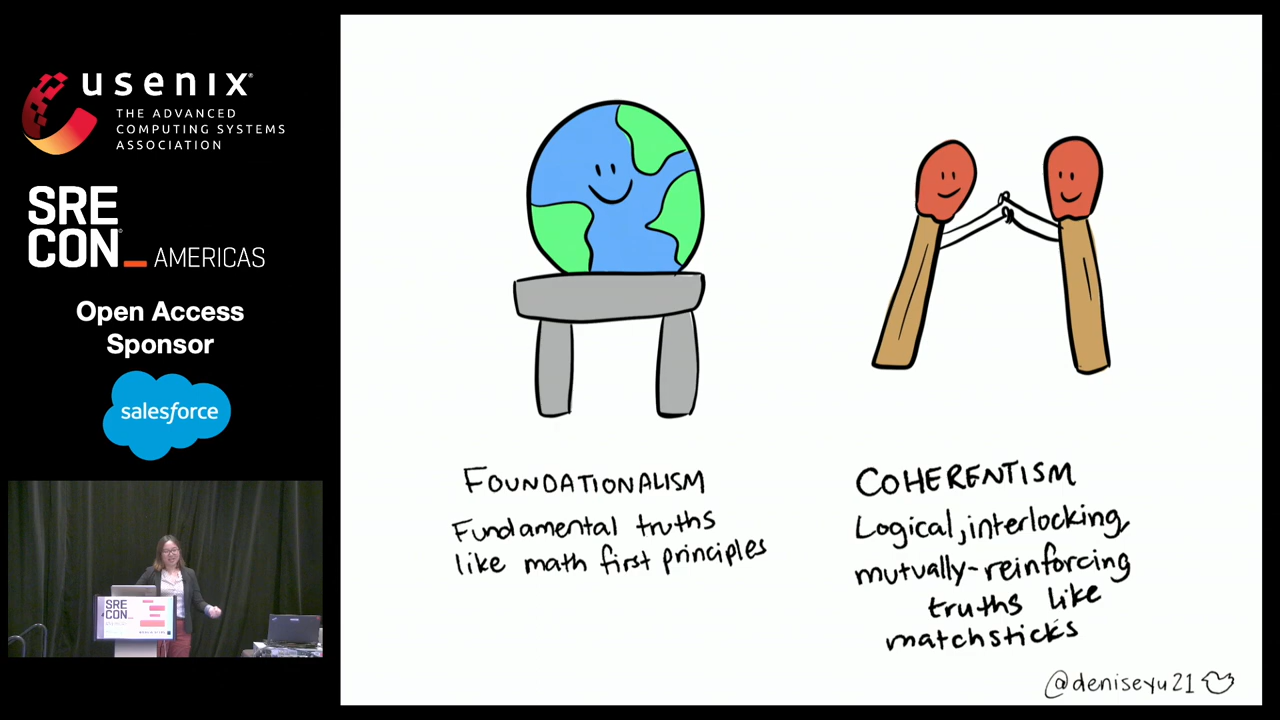 usenix
THE ADVANCED
COMPUTING SYSTEMS
ASSOCIATION
SRE
CON
AMERICAS
Open Access
Sponsor
salesforce
SRE
CON
FOUNDATIONALISM
Fundamental truths
like math first principles
COHERENTISM
Logical, interlocking,
mutually-reinforcing
truths like
matchsticks
@deniseyu21